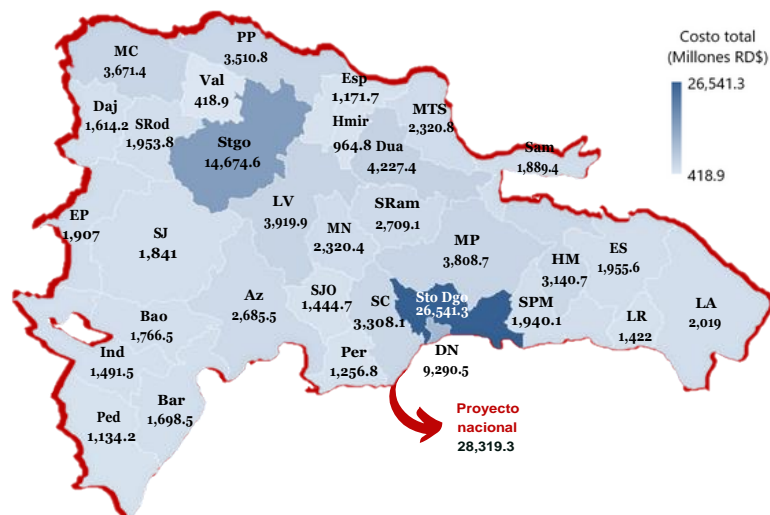 PP
3,510.8
MC
3,671.4
Costo total
(Millones RD$)
26,541.3
418.9
Val
418.9
Esp
1,171.7
MTS
2,320.8
Daj
1,614.2
SRod
1,953.8
Hmir
964.8
Stgo
14,674.6
Dua
4,227.4
Sam
1,889.4
EP
1,907
SJ
1,841
LV
3,919.9
SRam
2,709.1
MN
2,320.4
MP
3,808.7
HM
3,140.7
ES
1,955.6
Az
2,685.5
SJO
1,444.7
SC
3,308.1
Sto Dgo
26,541.3
SPM
1,940.1
LR
1,422
LA
2,019
Bao
1,766.5
Ind
1,491.5
Per
1,256.8
DN
9,290.5
Ped
1,134.2
Bar
1,698.5
Proyecto
nacional
28,319.3